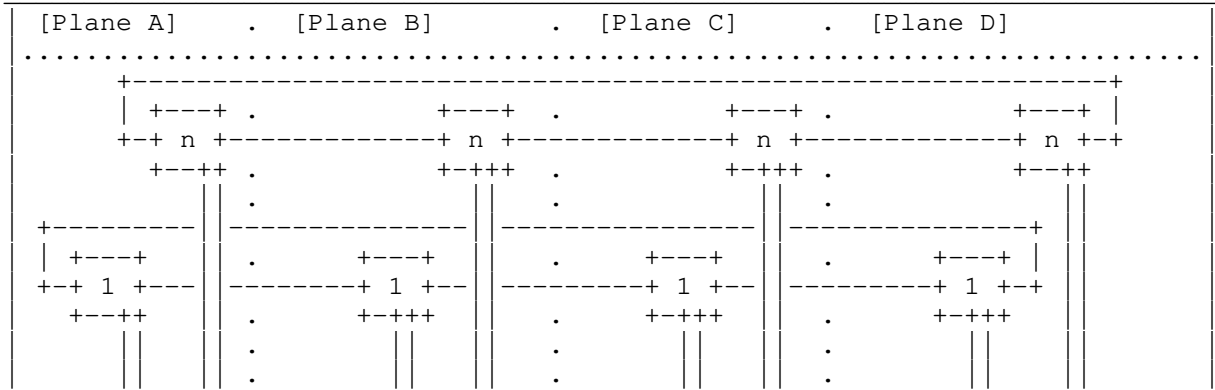 [Plane A] . [Plane B] . [Plane C] . [Plane D]
n n n n
1 1 1 1